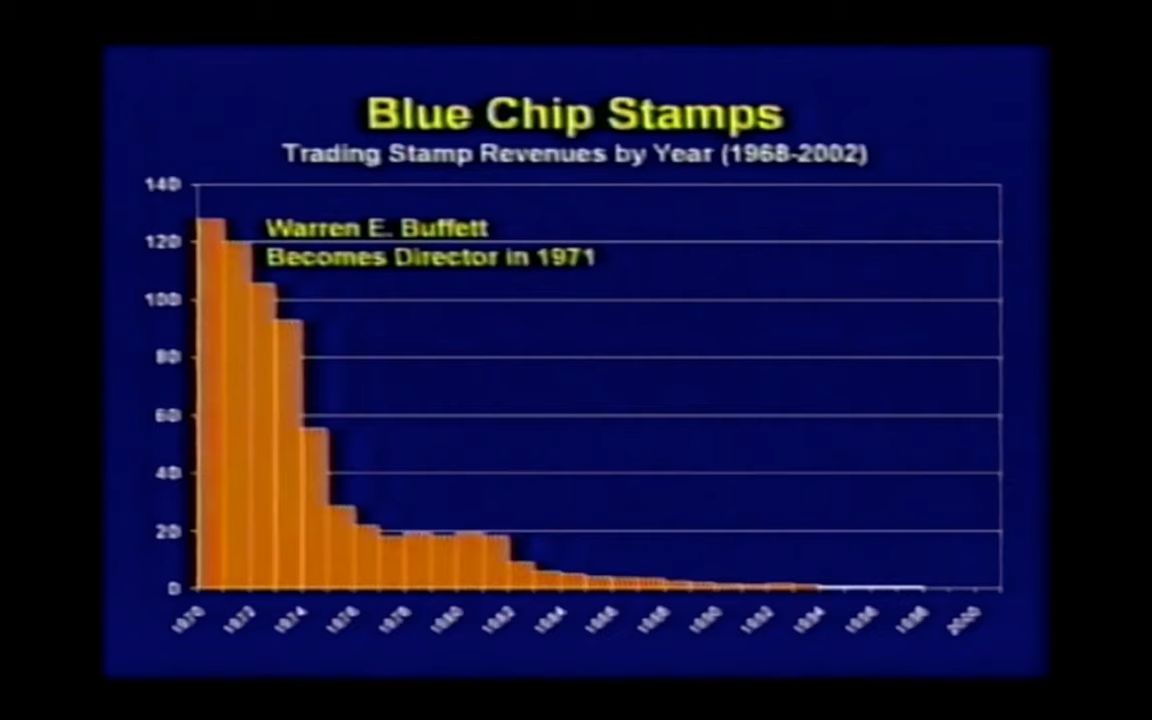 Blue Chip Stamps
Trading Stamp Revenues by Year (1968-2002)
140
Warren E. Buffett
120
Becomes Director in 1971
100
80
60
40
20
0
1970 1972 1974 1976 1978 1980 1982 1984 1986 1988 1990 1992 1994 1996 1998 2000